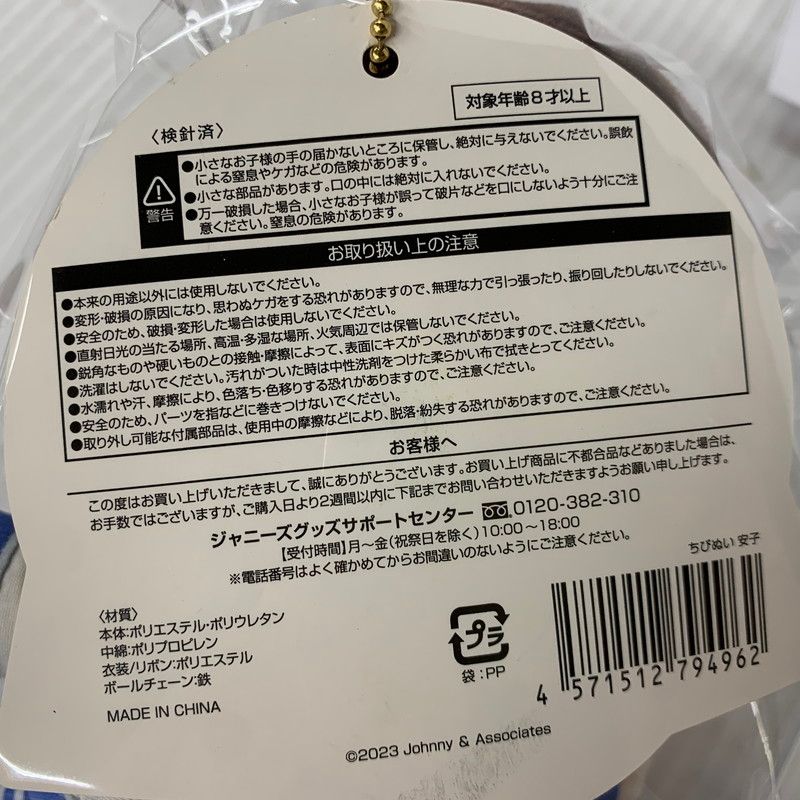 対象年齢8才以上
〈検針済〉
警告
●小さなお子様の手の届かないところに保管し、絶対に与えないでください。誤飲
による窒息やケガなどの危険があります。
●小さな部品があります。口の中には絶対に入れないでください。
●万一破損した場合、小さなお子様が誤って破片などを口にしないよう十分にご注
意ください。窒息の危険があります。
お取り扱い上の注意
●本来の用途以外には使用しないでください。
●変形・破損の原因になり、思わぬケガをする恐れがありますので、無理な力で引っ張ったり、振り回したりしないでください。
●安全のため、破損・変形した場合は使用しないでください。
●直射日光の当たる場所、高温・多湿な場所、火気周辺では保管しないでください。
●鋭角なものや硬いものとの接触・摩擦によって、表面にキズがつく恐れがありますので、ご注意ください。
●洗濯はしないでください。汚れがついた時は中性洗剤をつけた柔らかい布で拭きとってください。
●水濡れや汗、摩擦により、色落ち・色移りする恐れがありますので、ご注意ください。
●安全のため、パーツを指などに巻きつけないでください。
●取り外し可能な付属部品は、使用中の摩擦などにより、脱落・紛失する恐れがありますので、ご注意ください。
お客様へ
この度はお買い上げいただきまして、誠にありがとうございます。お買い上げ商品に不都合品などありました場合は、
お手数ではございますが、ご購入日より2週間以内に下記までお問い合わせいただきますようお願い申し上げます。
ジャニーズグッズサポートセンター 0120-382-310
【受付時間】月〜金(祝祭日を除く)10:00〜18:00
※電話番号はよく確かめてからお間違いのないようにご注意ください。
ちびぬい 安子
〈材質〉
本体:ポリエステル・ポリウレタン
中綿:ポリプロピレン
衣装/リボン:ポリエステル
ボールチェーン:鉄
MADE IN CHINA
プラ
袋:PP
4 571512 794962
©2023 Johnny & Associates